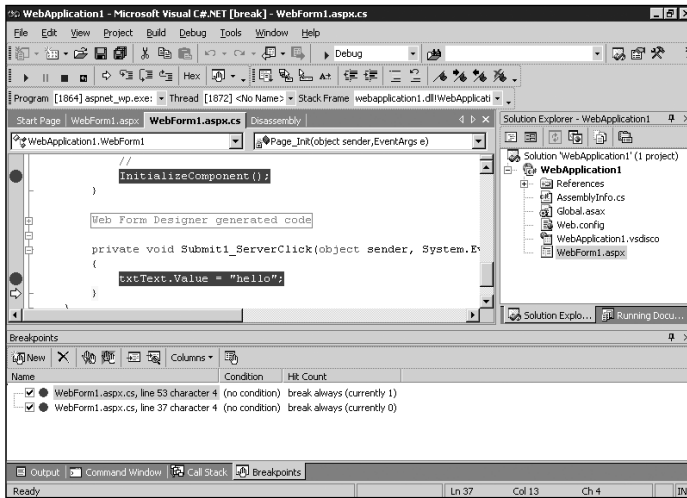 WebApplication1 - Microsoft Visual C#.NET [break] - WebForm1.aspx.cs
File Edit View Project Build Debug Tools Window Help
Debug
Hex
Program [1864] aspnet_wp.exe: Thread [1872] <No Name> Stack Frame webapplication1.dll!WebApplicati
Start Page WebForm1.aspx WebForm1.aspx.cs Disassembly
WebApplication1.WebForm1 Page_Init(object sender,EventArgs e)
//
InitializeComponent();
}
Web Form Designer generated code
private void Submit1_ServerClick(object sender, System.Ev
{
txtText.Value = "hello";
}
Solution Explorer - WebApplication1
Solution 'WebApplication1' (1 project)
WebApplication1
References
AssemblyInfo.cs
Global.asax
Web.config
WebApplication1.vsdisco
WebForm1.aspx
Solution Explo... Running Docu...
Breakpoints
New Columns
Name Condition Hit Count
WebForm1.aspx.cs, line 53 character 4 (no condition) break always (currently 1)
WebForm1.aspx.cs, line 37 character 4 (no condition) break always (currently 0)
Output Command Window Call Stack Breakpoints
Ready Ln 37 Col 13 Ch 4 IN